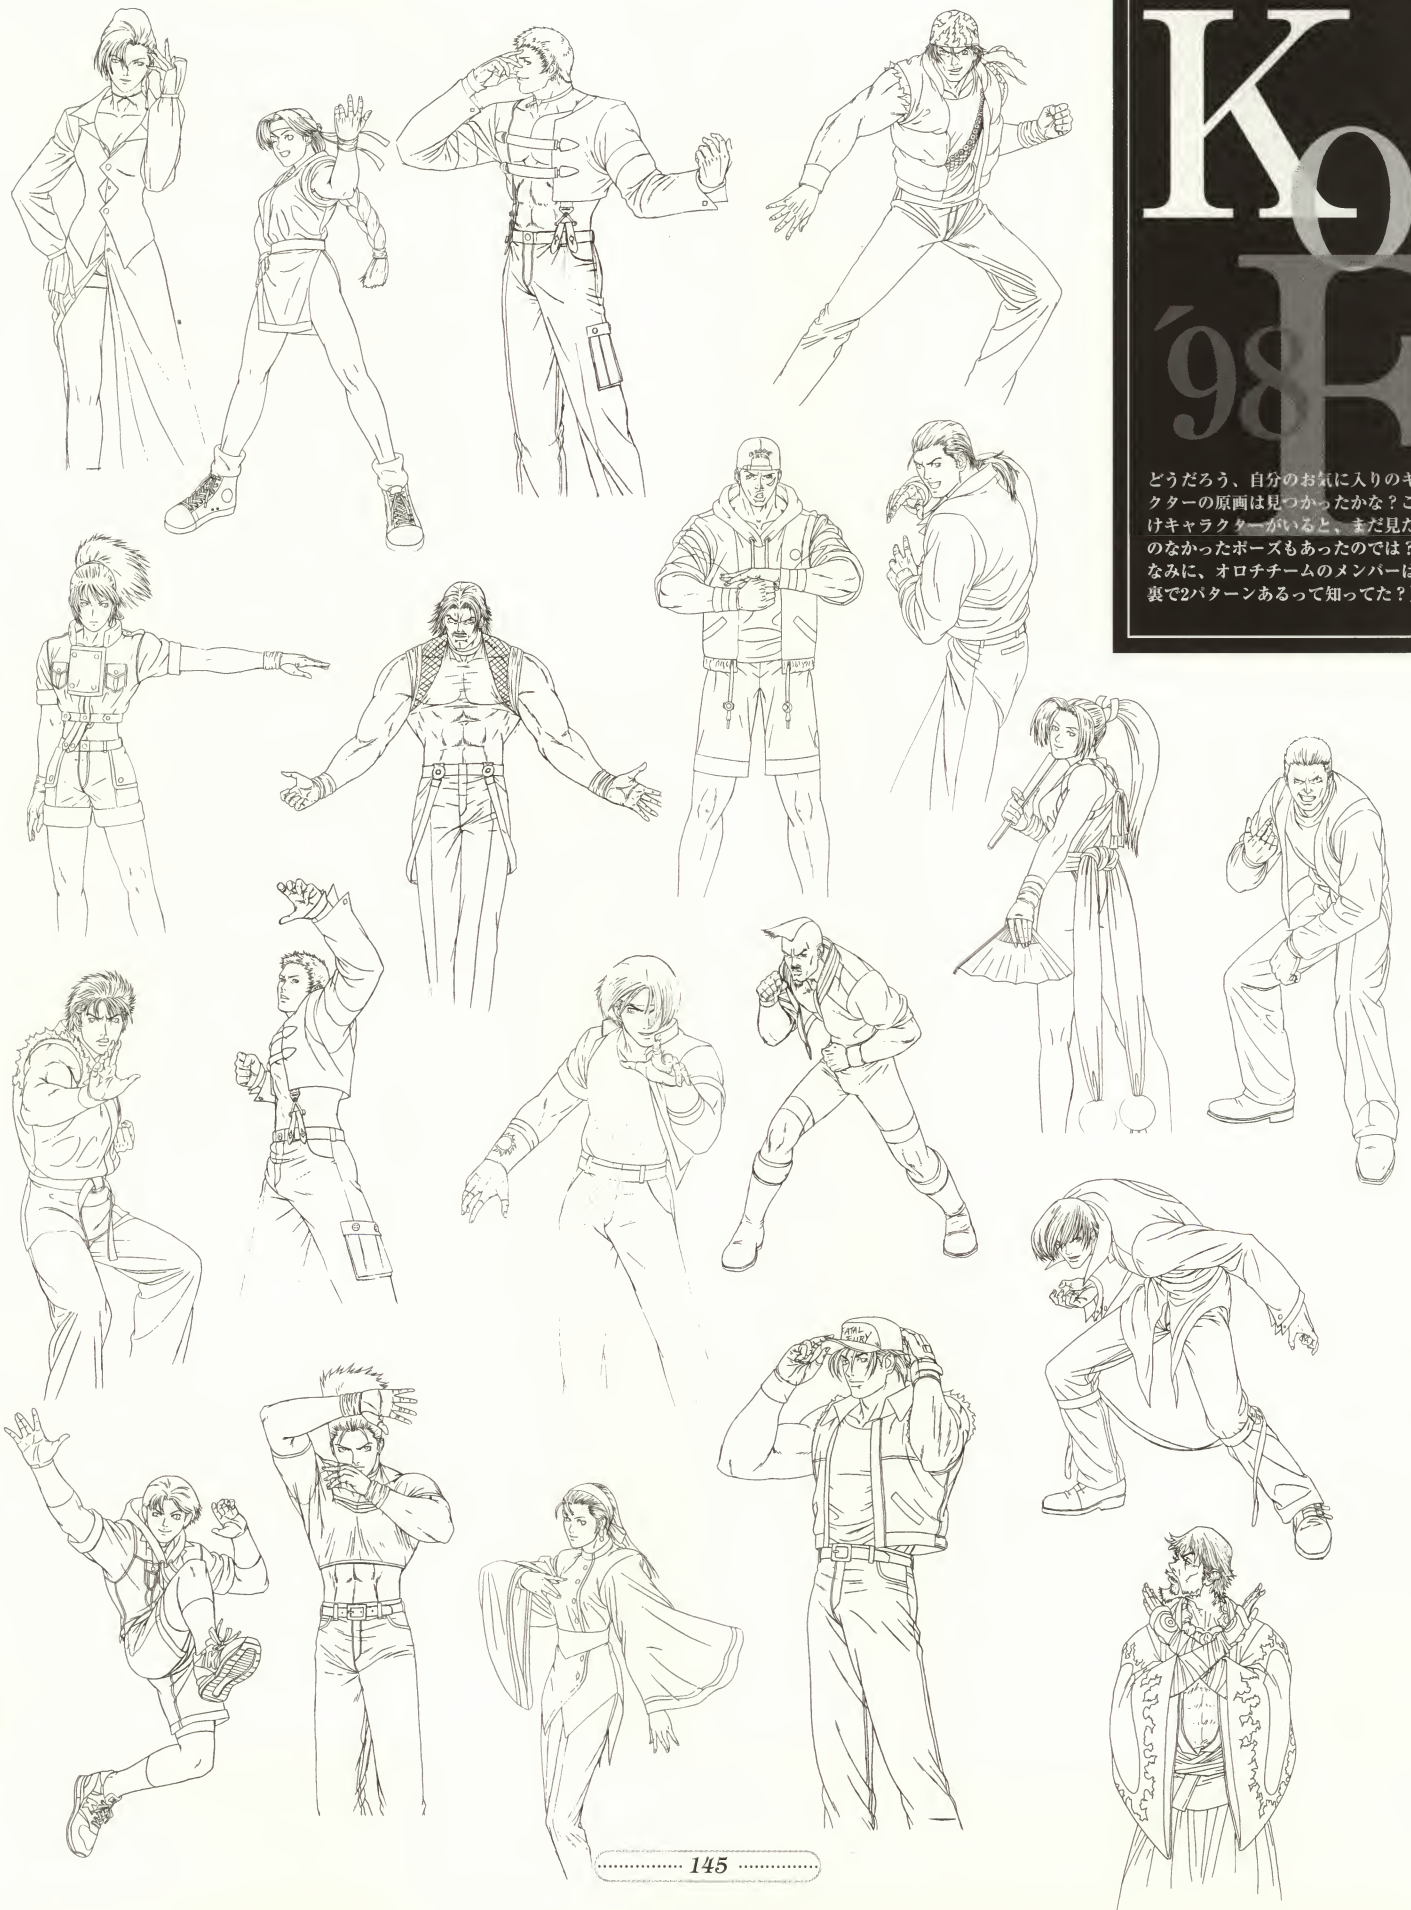 KOF
'98
どうだろう、自分のお気に入りのキ
クターの原画は見つかったかな？こ
けキャラクターがいると、まだ見た
のなかったポーズもあったのでは？
なみに、オロチチームのメンバーは
裏で2パターンあるって知ってた？
FATAL
FURY
145